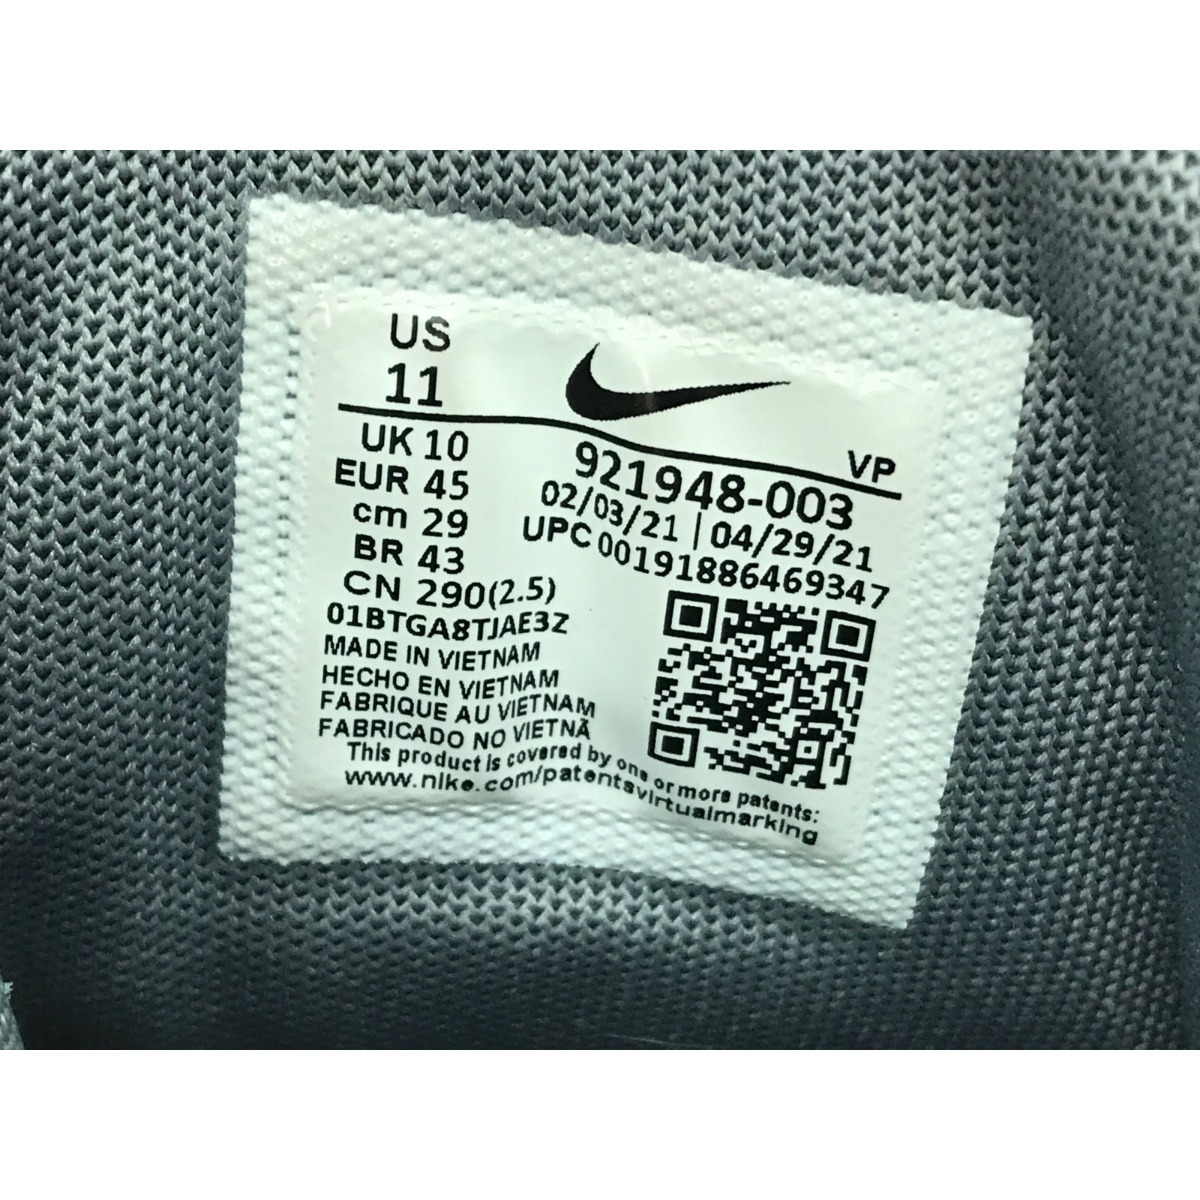 US
11
UK 10
EUR 45
cm 29
BR 43
CN 290(2.5)
01BTGA8TJAE3Z
MADE IN VIETNAM
HECHO EN VIETNAM
FABRIQUE AU VIETNAM
FABRICADO NO VIETNÃ
VP
921948-003
02/03/21 | 04/29/21
UPC 00191886469347
This product is covered by one or more patents:
www.nike.com/patentsvirtualmarking